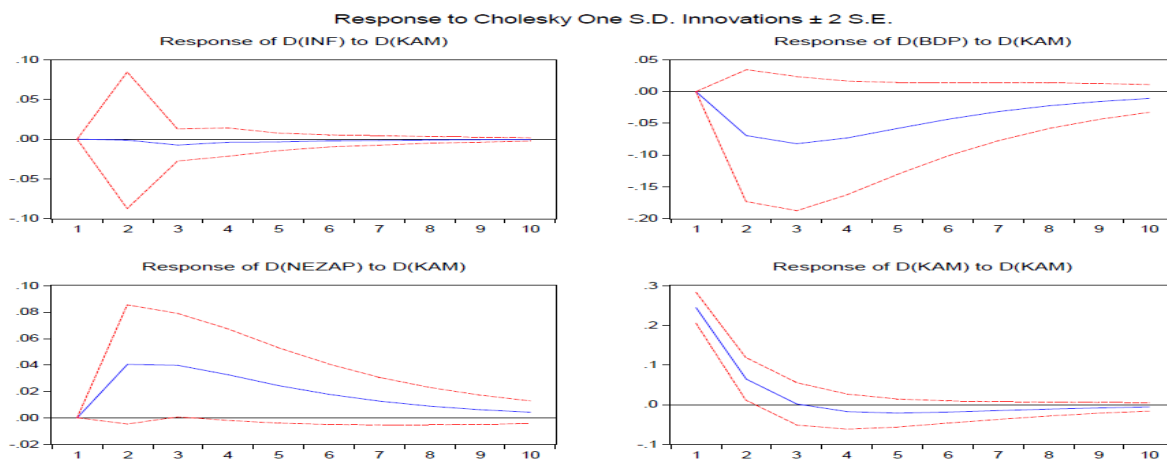 Response to Cholesky One S.D. Innovations ± 2 S.E.
Response of D(INF) to D(KAM)
.10
.05
.00
-.05
-.10
1 2 3 4 5 6 7 8 9 10
Response of D(BDP) to D(KAM)
.05
.00
-.05
-.10
-.15
-.20
1 2 3 4 5 6 7 8 9 10
Response of D(NEZAP) to D(KAM)
.10
.08
.06
.04
.02
.00
-.02
1 2 3 4 5 6 7 8 9 10
Response of D(KAM) to D(KAM)
.3
.2
.1
.0
-.1
1 2 3 4 5 6 7 8 9 10